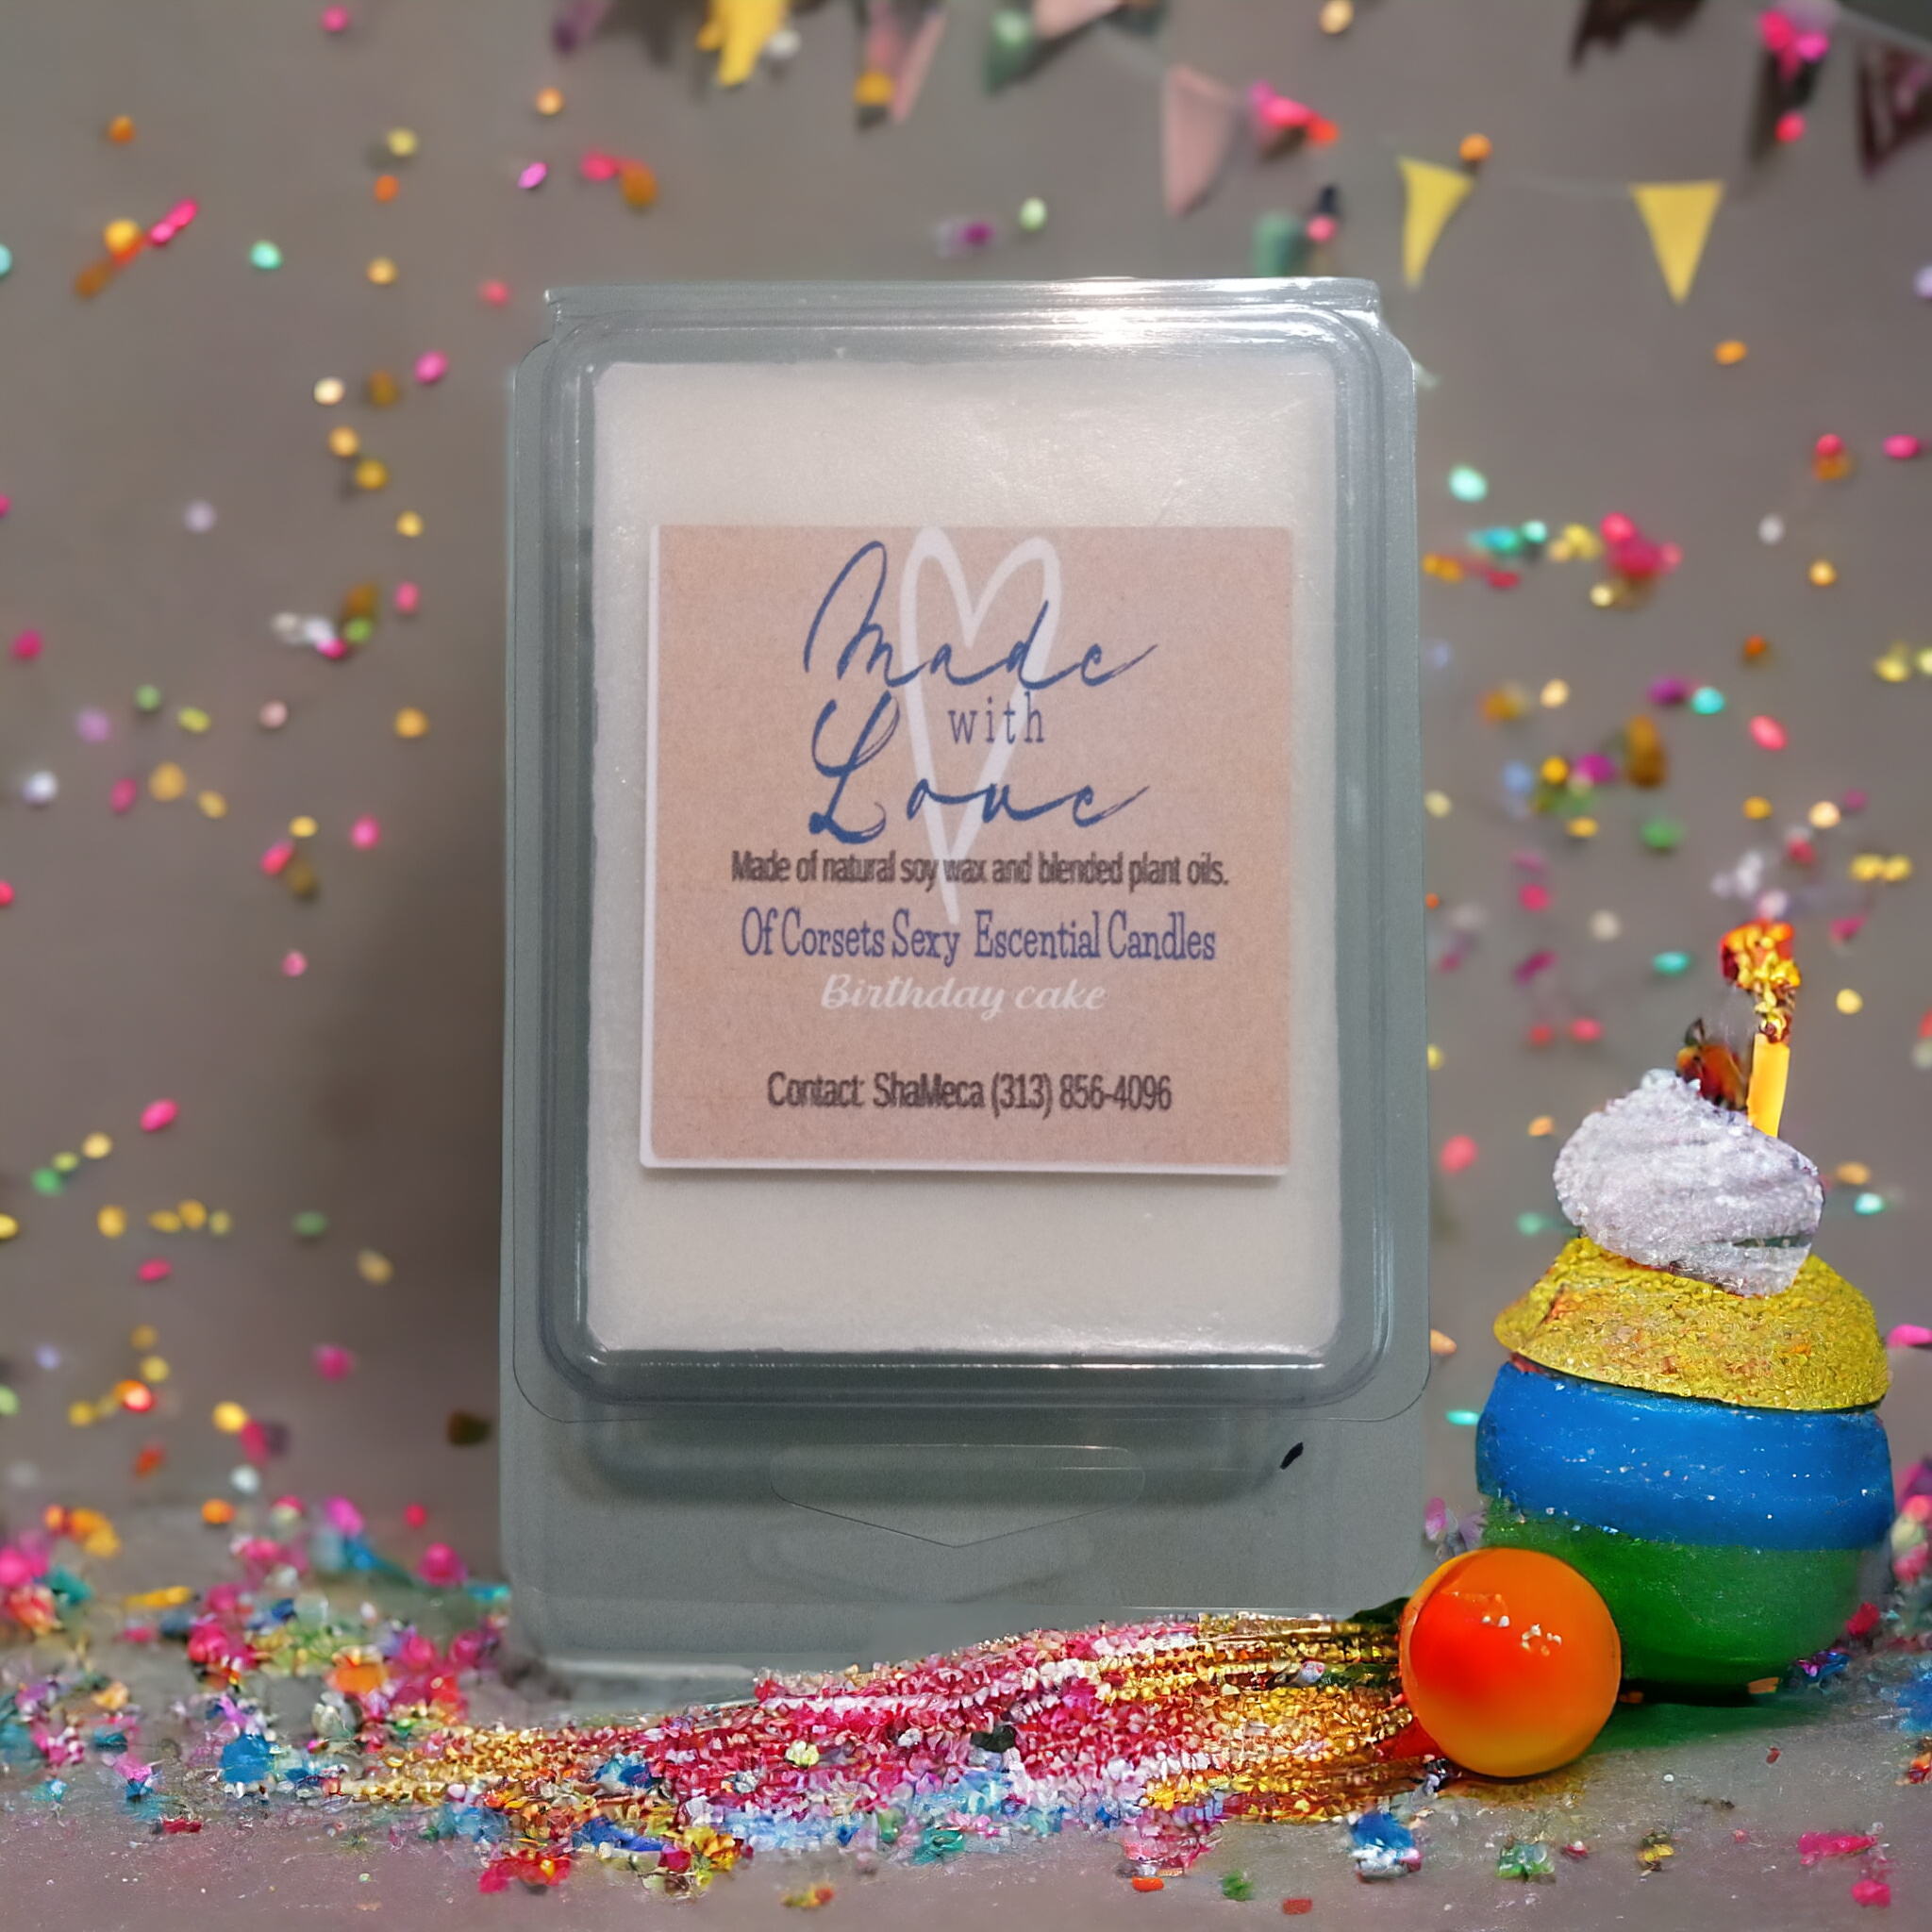 Made
with
Love
Made of natural soy wax and blended plant oils.
Of Corsets Sexy Escential Candles
Birthday cake
Contact: ShaMeca (313) 856-4096